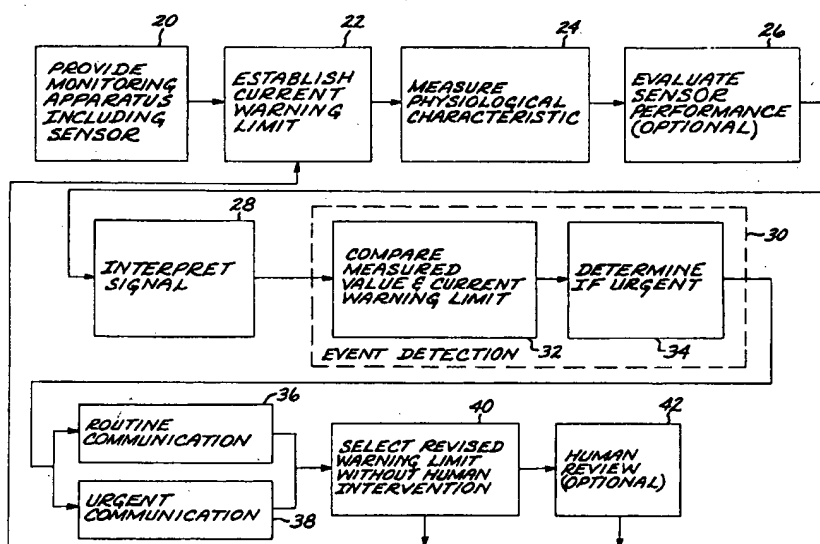 20
PROVIDE
MONITORING
APPARATUS
INCLUDING
SENSOR
22
ESTABLISH
CURRENT
WARNING
LIMIT
24
MEASURE
PHYSIOLOGICAL
CHARACTERISTIC
26
EVALUATE
SENSOR
PERFORMANCE
(OPTIONAL)
28
INTERPRET
SIGNAL
30
COMPARE
MEASURED
VALUE & CURRENT
WARNING LIMIT
32
DETERMINE
IF URGENT
34
EVENT DETECTION
36
ROUTINE
COMMUNICATION
URGENT
COMMUNICATION
38
40
SELECT REVISED
WARNING LIMIT
WITHOUT HUMAN
INTERVENTION
42
HUMAN
REVIEW
(OPTIONAL)